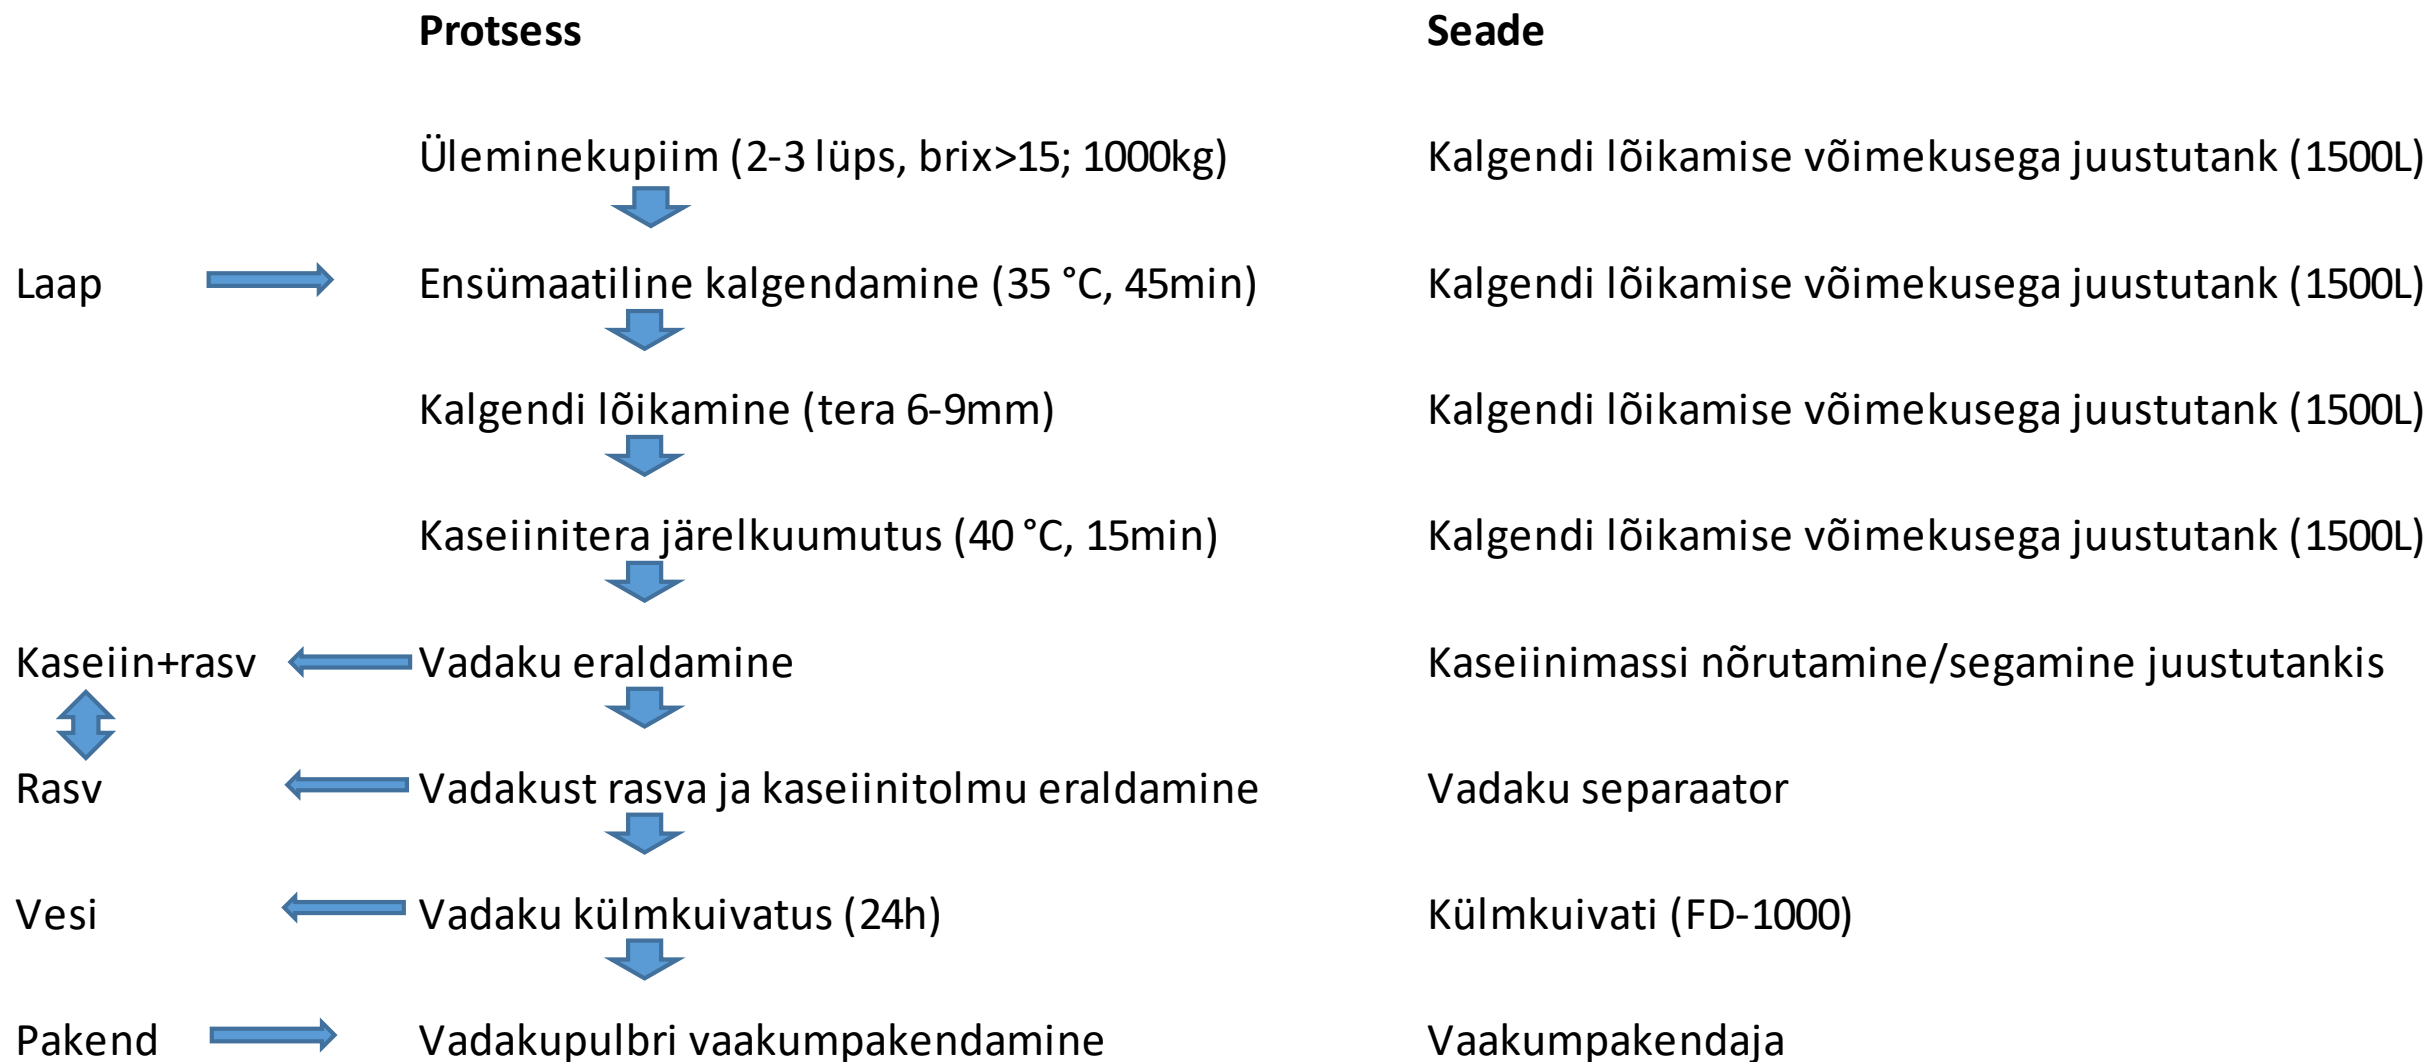 Protsess Seade
Üleminekupiim (2-3 lüps, brix>15; 1000kg) Kalgendi lõikamise võimekusega juustutank (1500L)
Laap Ensümaatiline kalgendamine (35 °C, 45min) Kalgendi lõikamise võimekusega juustutank (1500L)
Kalgendi lõikamine (tera 6-9mm) Kalgendi lõikamise võimekusega juustutank (1500L)
Kaseiinitera järelkuumutus (40 °C, 15min) Kalgendi lõikamise võimekusega juustutank (1500L)
Kaseiin+rasv Vadaku eraldamine Kaseiinimassi nõrutamine/segamine juustutankis
Rasv Vadakust rasva ja kaseiinitolmu eraldamine Vadaku separaator
Vesi Vadaku külmkuivatus (24h) Külmkuivati (FD-1000)
Pakend Vadakupulbri vaakumpakendamine Vaakumpakendaja